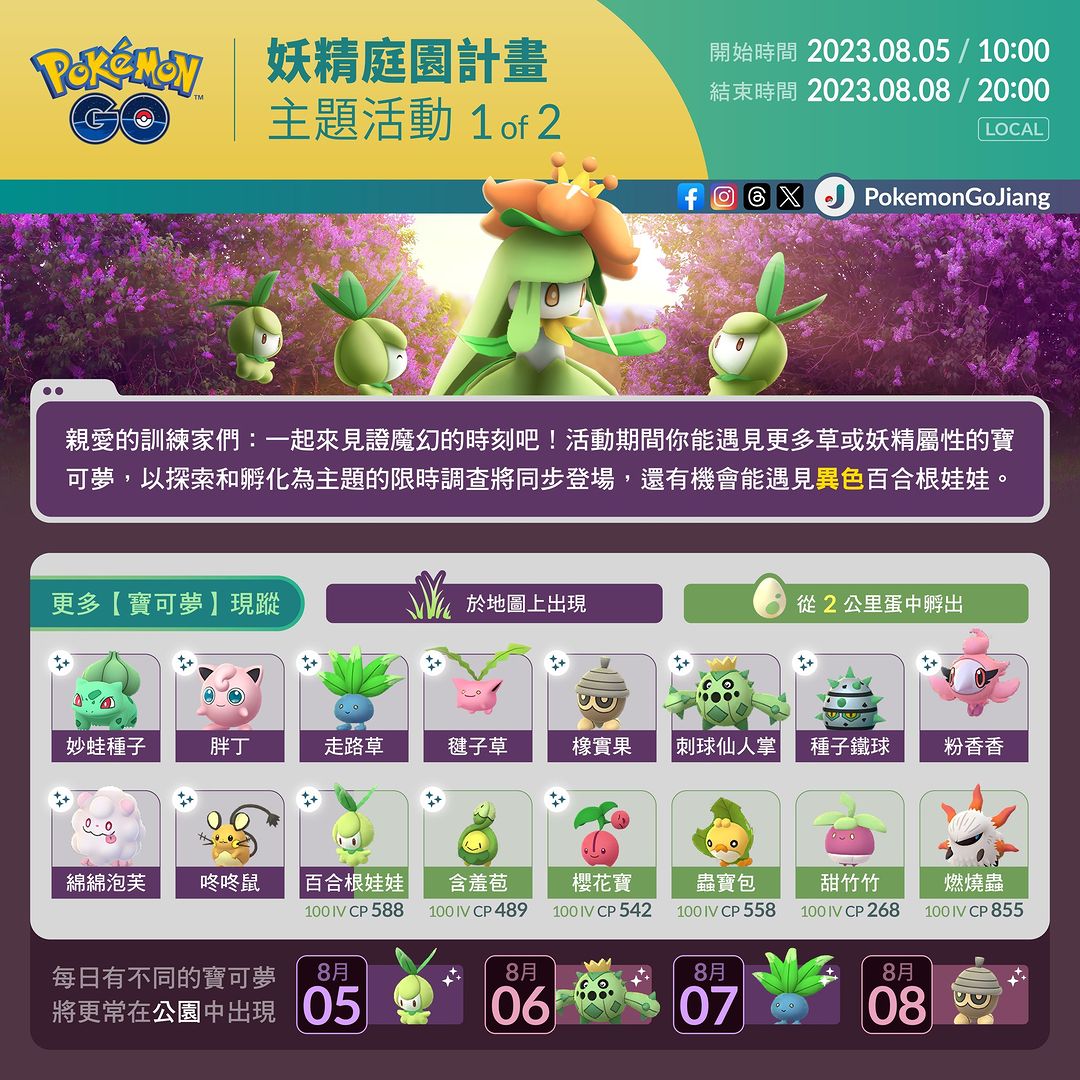 POKéMON
GO
TM
妖精庭園計畫
主題活動 1 of 2
開始時間 2023.08.05 / 10:00
結束時間 2023.08.08 / 20:00
LOCAL
PokemonGoJiang
親愛的訓練家們：一起來見證魔幻的時刻吧！活動期間你能遇見更多草或妖精屬性的寶
可夢，以探索和孵化為主題的限時調查將同步登場，還有機會能遇見異色百合根娃娃。
更多【寶可夢】現蹤
於地圖上出現
從 2 公里蛋中孵出
妙蛙種子 胖丁 走路草 毽子草 橡實果 刺球仙人掌 種子鐵球 粉香香
綿綿泡芙 咚咚鼠 百合根娃娃 含羞苞 櫻花寶 蟲寶包 甜竹竹 燃燒蟲
100 IV CP 588 100 IV CP 489 100 IV CP 542 100 IV CP 558 100 IV CP 268 100 IV CP 855
每日有不同的寶可夢
將更常在公園中出現
8月 05
8月 06
8月 07
8月 08